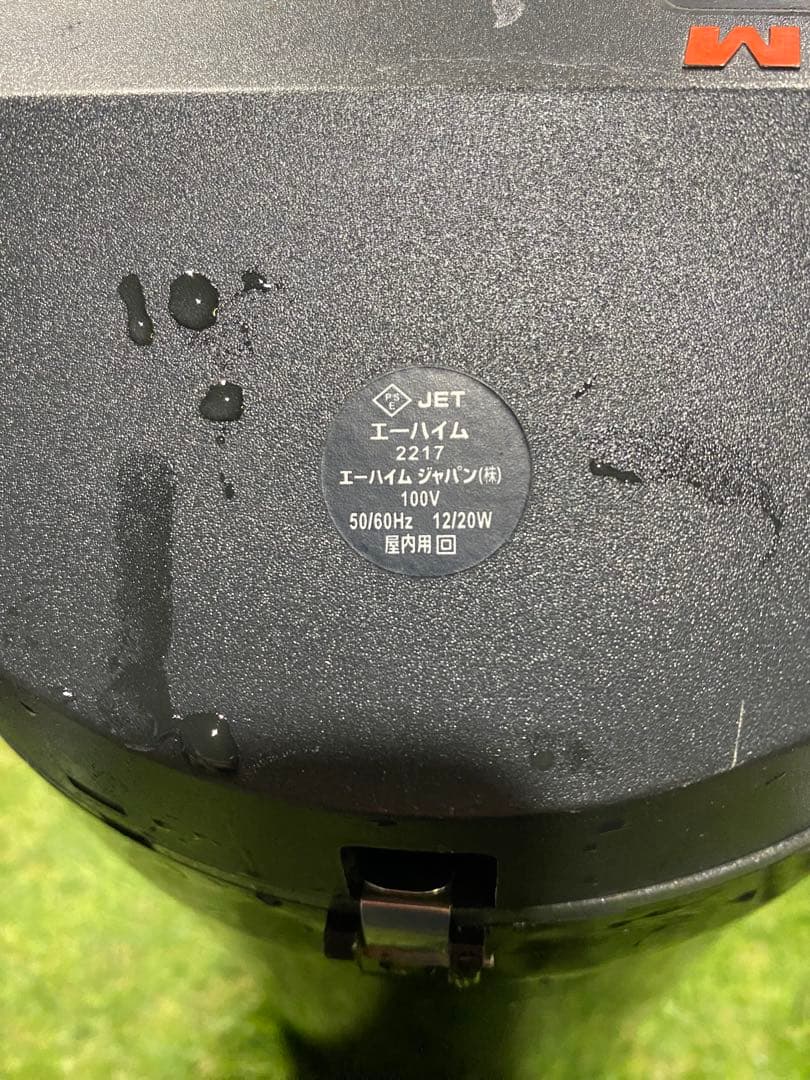 M
PS
E JET
エーハイム
2217
エーハイム ジャパン(株)
100V
50/60Hz 12/20W
屋内用